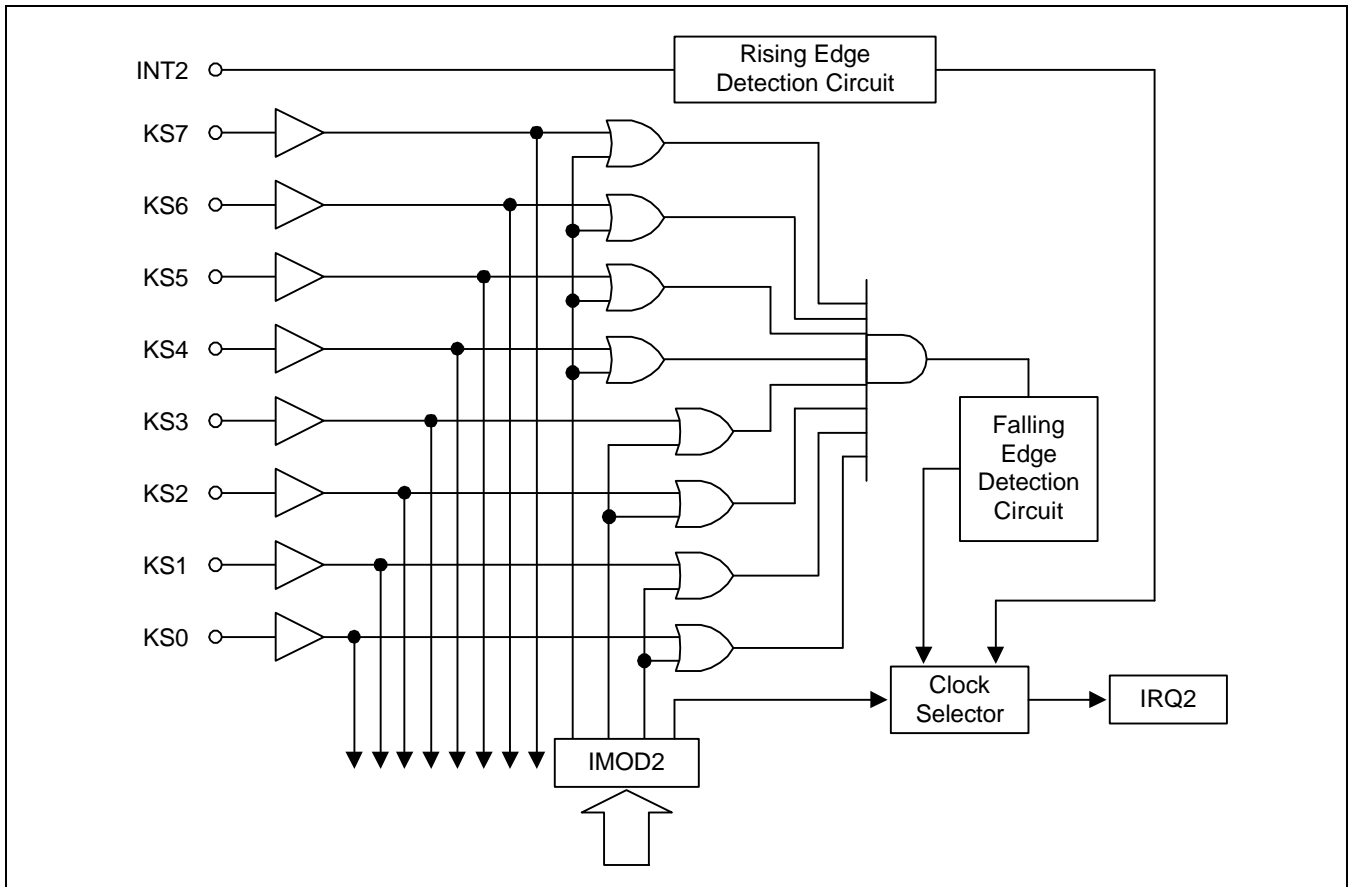 INT2
Rising Edge
Detection Circuit
KS7
KS6
KS5
KS4
KS3
KS2
KS1
KS0
Falling
Edge
Detection
Circuit
Clock
Selector
IRQ2
IMOD2